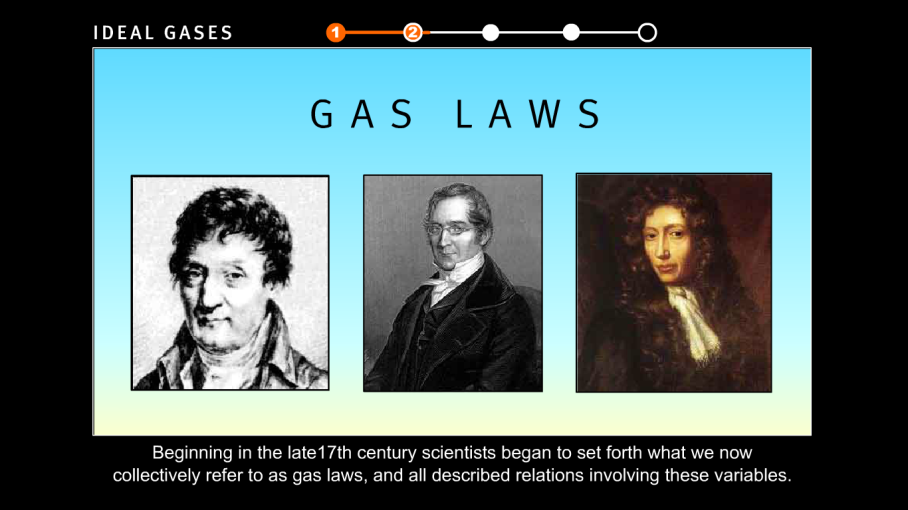 IDEAL GASES
1 2
GAS LAWS
Beginning in the late17th century scientists began to set forth what we now
collectively refer to as gas laws, and all described relations involving these variables.